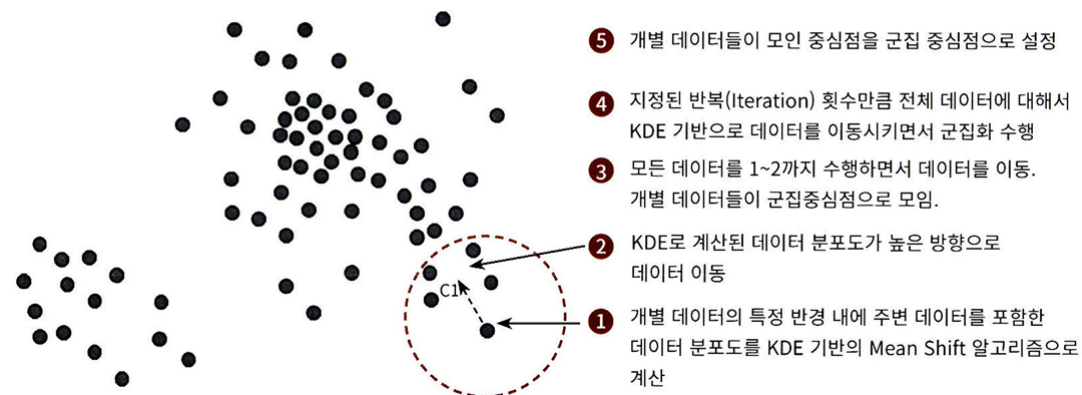 5 개별 데이터들이 모인 중심점을 군집 중심점으로 설정
4 지정된 반복(Iteration) 횟수만큼 전체 데이터에 대해서
KDE 기반으로 데이터를 이동시키면서 군집화 수행
3 모든 데이터를 1~2까지 수행하면서 데이터를 이동.
개별 데이터들이 군집중심점으로 모임.
2 KDE로 계산된 데이터 분포도가 높은 방향으로
데이터 이동
C1
1 개별 데이터의 특정 반경 내에 주변 데이터를 포함한
데이터 분포도를 KDE 기반의 Mean Shift 알고리즘으로
계산